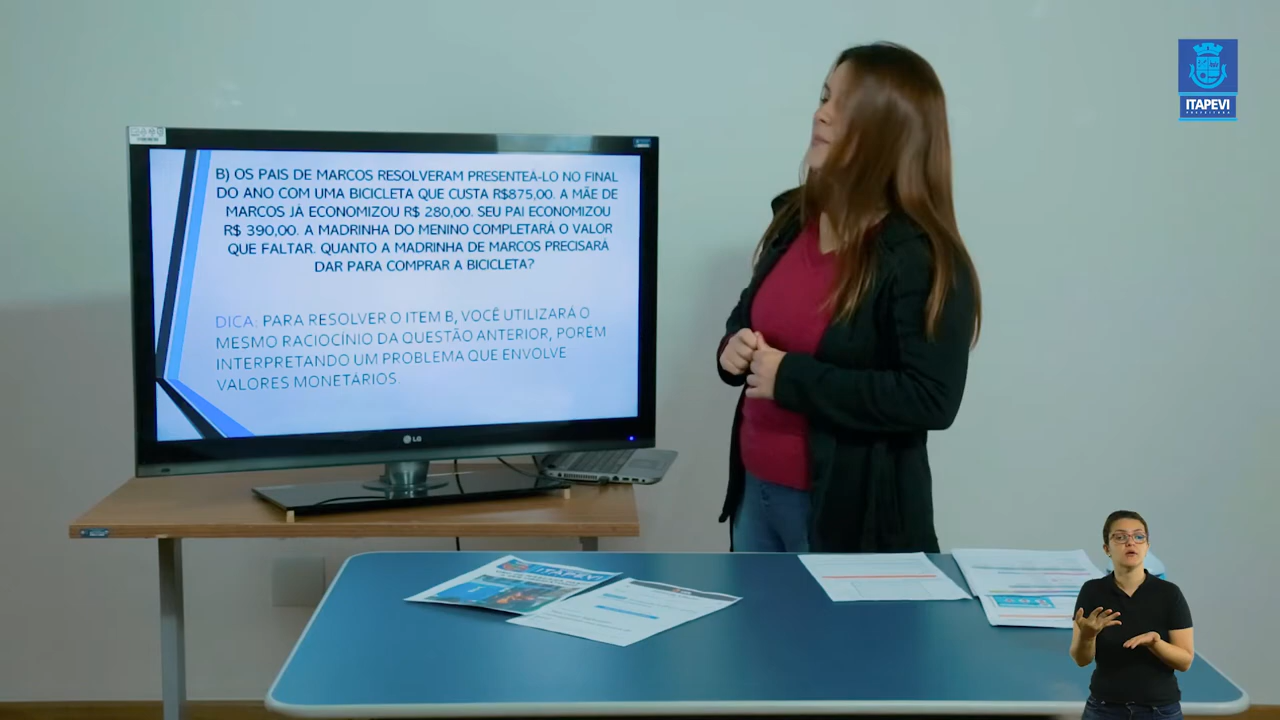 B) OS PAIS DE MARCOS RESOLVERAM PRESENTEÁ-LO NO FINAL
DO ANO COM UMA BICICLETA QUE CUSTA R$875,00. A MÃE DE
MARCOS JÁ ECONOMIZOU R$ 280,00. SEU PAI ECONOMIZOU
R$ 390,00. A MADRINHA DO MENINO COMPLETARÁ O VALOR
QUE FALTAR. QUANTO A MADRINHA DE MARCOS PRECISARÁ
DAR PARA COMPRAR A BICICLETA?
DICA: PARA RESOLVER O ITEM B, VOCÊ UTILIZARÁ O
MESMO RACIOCÍNIO DA QUESTÃO ANTERIOR, PORÉM
INTERPRETANDO UM PROBLEMA QUE ENVOLVE
VALORES MONETÁRIOS.
LG
ITAPEVI
PREFEITURA
ITAPEVI